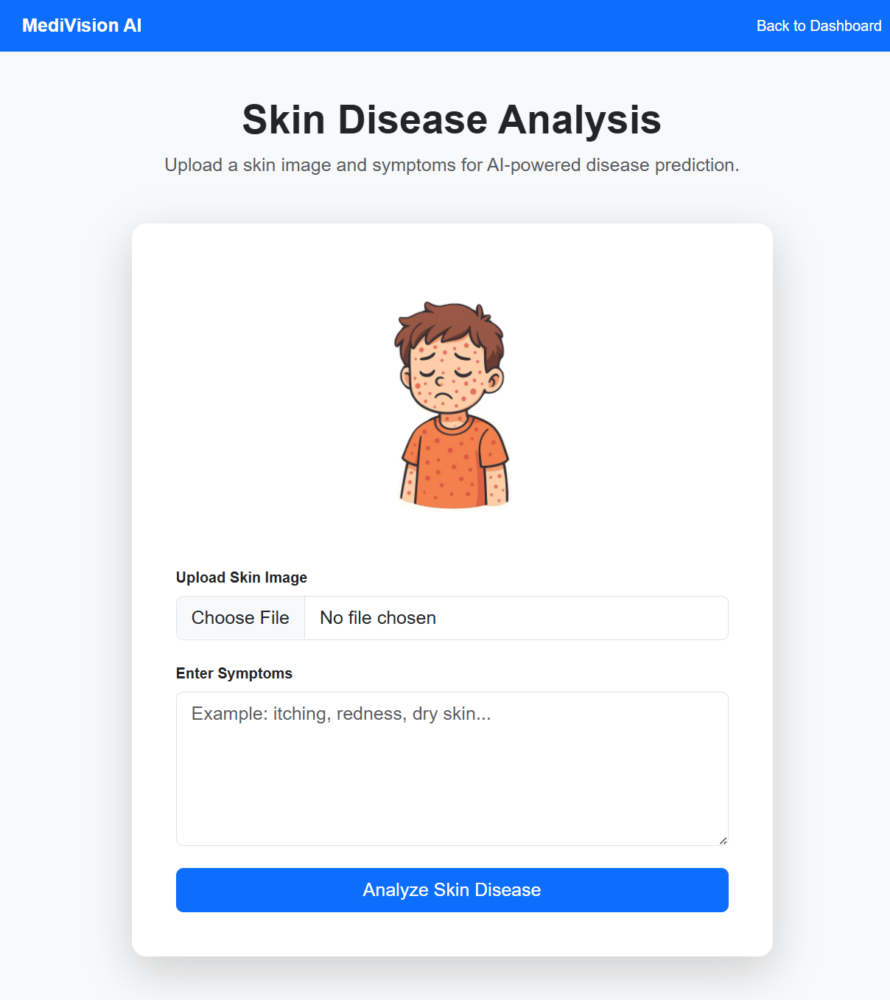 MediVision AI
Back to Dashboard
Skin Disease Analysis
Upload a skin image and symptoms for AI-powered disease prediction.
Upload Skin Image
Choose File No file chosen
Enter Symptoms
Example: itching, redness, dry skin...
Analyze Skin Disease